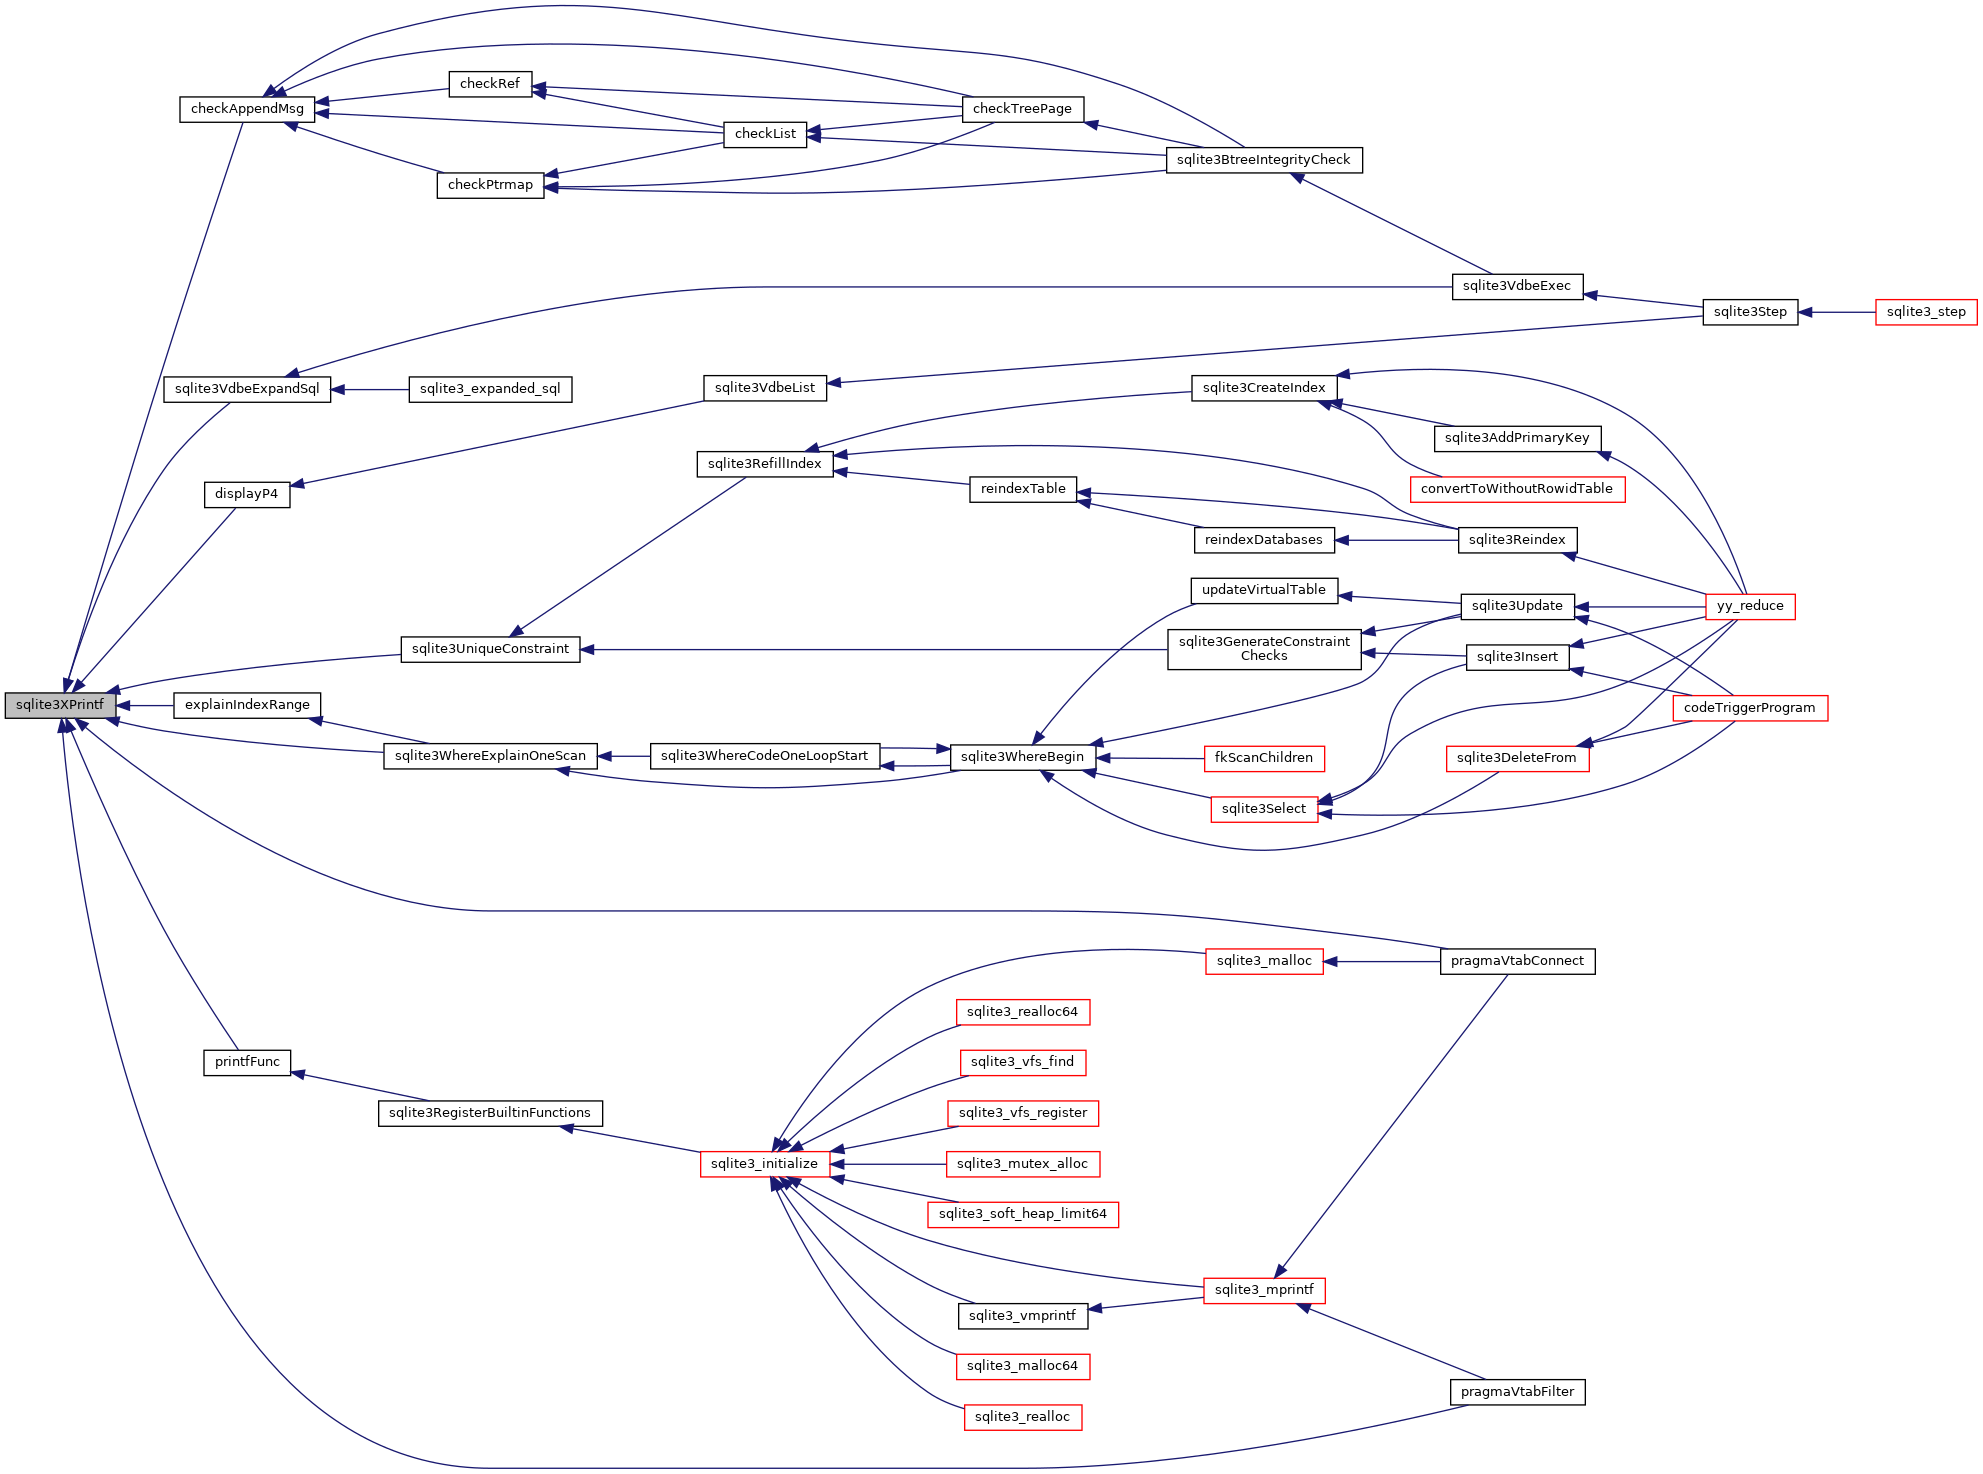 checkRef
checkAppendMsg
checkTreePage
checkList
sqlite3BtreeIntegrityCheck
checkPtrmap
sqlite3VdbeExec
sqlite3Step
sqlite3_step
sqlite3VdbeExpandSql
sqlite3_expanded_sql
sqlite3VdbeList
sqlite3CreateIndex
sqlite3AddPrimaryKey
sqlite3RefillIndex
displayP4
reindexTable
convertToWithoutRowidTable
reindexDatabases
sqlite3Reindex
updateVirtualTable
sqlite3Update
yy_reduce
sqlite3UniqueConstraint
sqlite3GenerateConstraint
Checks
sqlite3Insert
sqlite3XPrintf
explainIndexRange
codeTriggerProgram
sqlite3WhereExplainOneScan
sqlite3WhereCodeOneLoopStart
sqlite3WhereBegin
fkScanChildren
sqlite3DeleteFrom
sqlite3Select
sqlite3_malloc
pragmaVtabConnect
sqlite3_realloc64
printfFunc
sqlite3_vfs_find
sqlite3RegisterBuiltinFunctions
sqlite3_vfs_register
sqlite3_initialize
sqlite3_mutex_alloc
sqlite3_soft_heap_limit64
sqlite3_mprintf
sqlite3_vmprintf
sqlite3_malloc64
pragmaVtabFilter
sqlite3_realloc